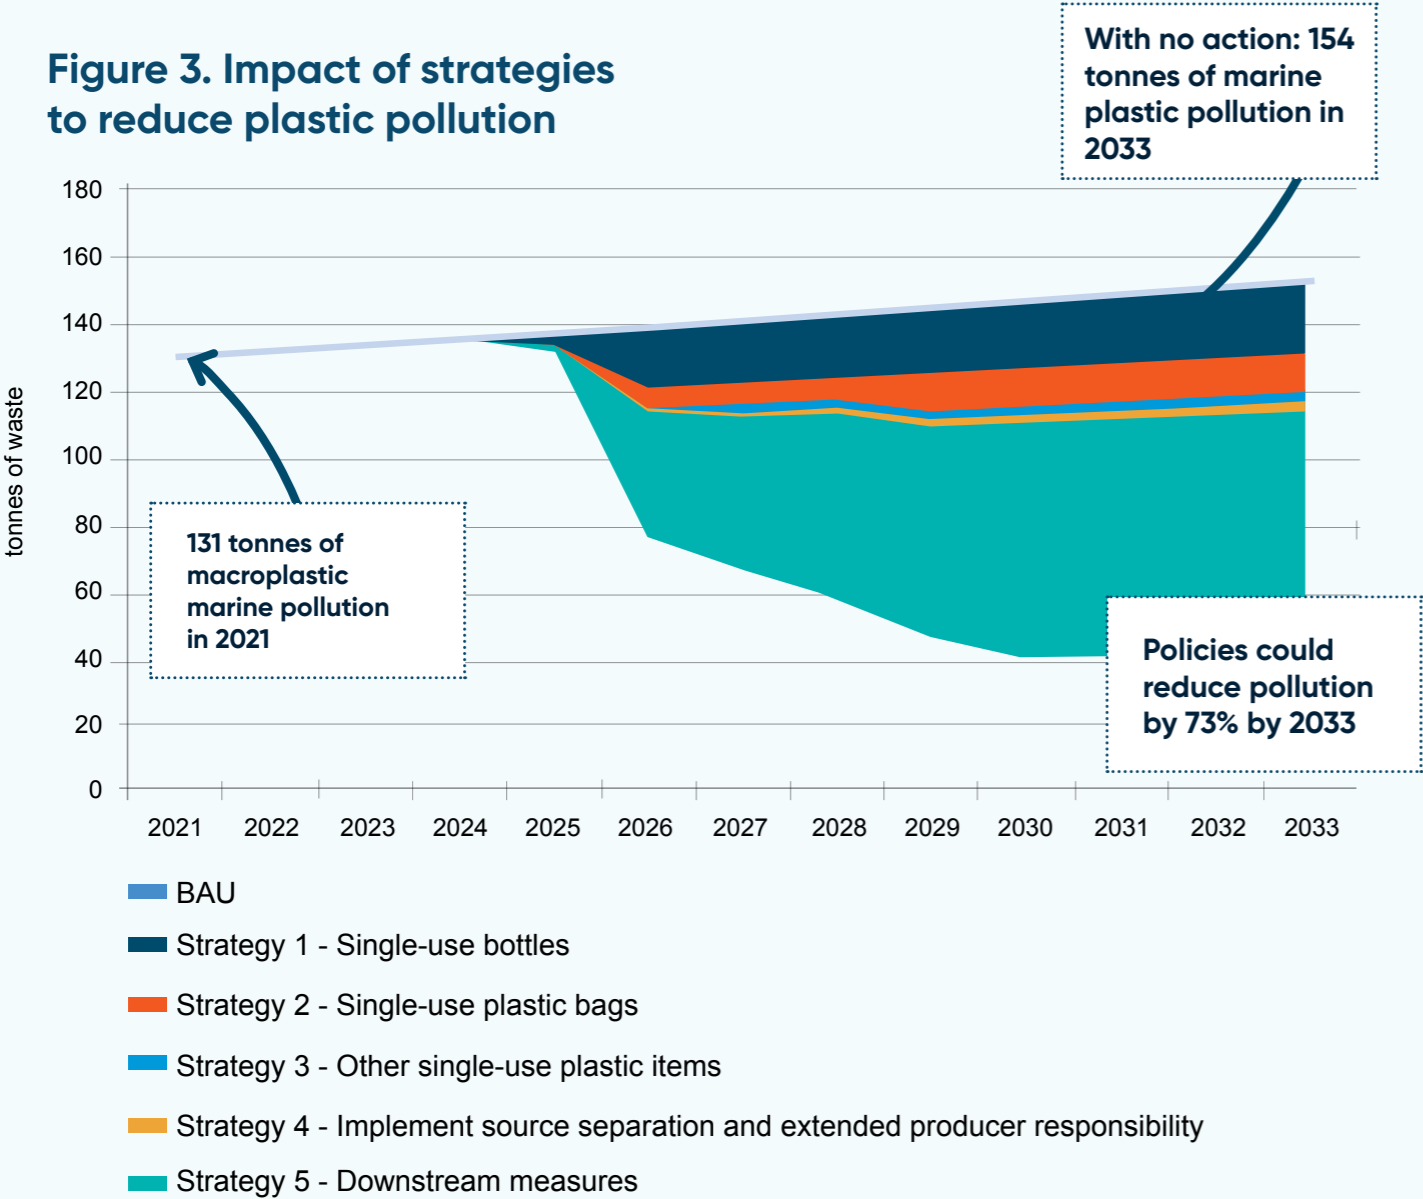 Figure 3. Impact of strategies
to reduce plastic pollution
With no action: 154
tonnes of marine
plastic pollution in
2033
tonnes of waste
180
160
140
120
100
80
60
40
20
0
131 tonnes of
macroplastic
marine pollution
in 2021
Policies could
reduce pollution
by 73% by 2033
2021 2022 2023 2024 2025 2026 2027 2028 2029 2030 2031 2032 2033
BAU
Strategy 1 - Single-use bottles
Strategy 2 - Single-use plastic bags
Strategy 3 - Other single-use plastic items
Strategy 4 - Implement source separation and extended producer responsibility
Strategy 5 - Downstream measures